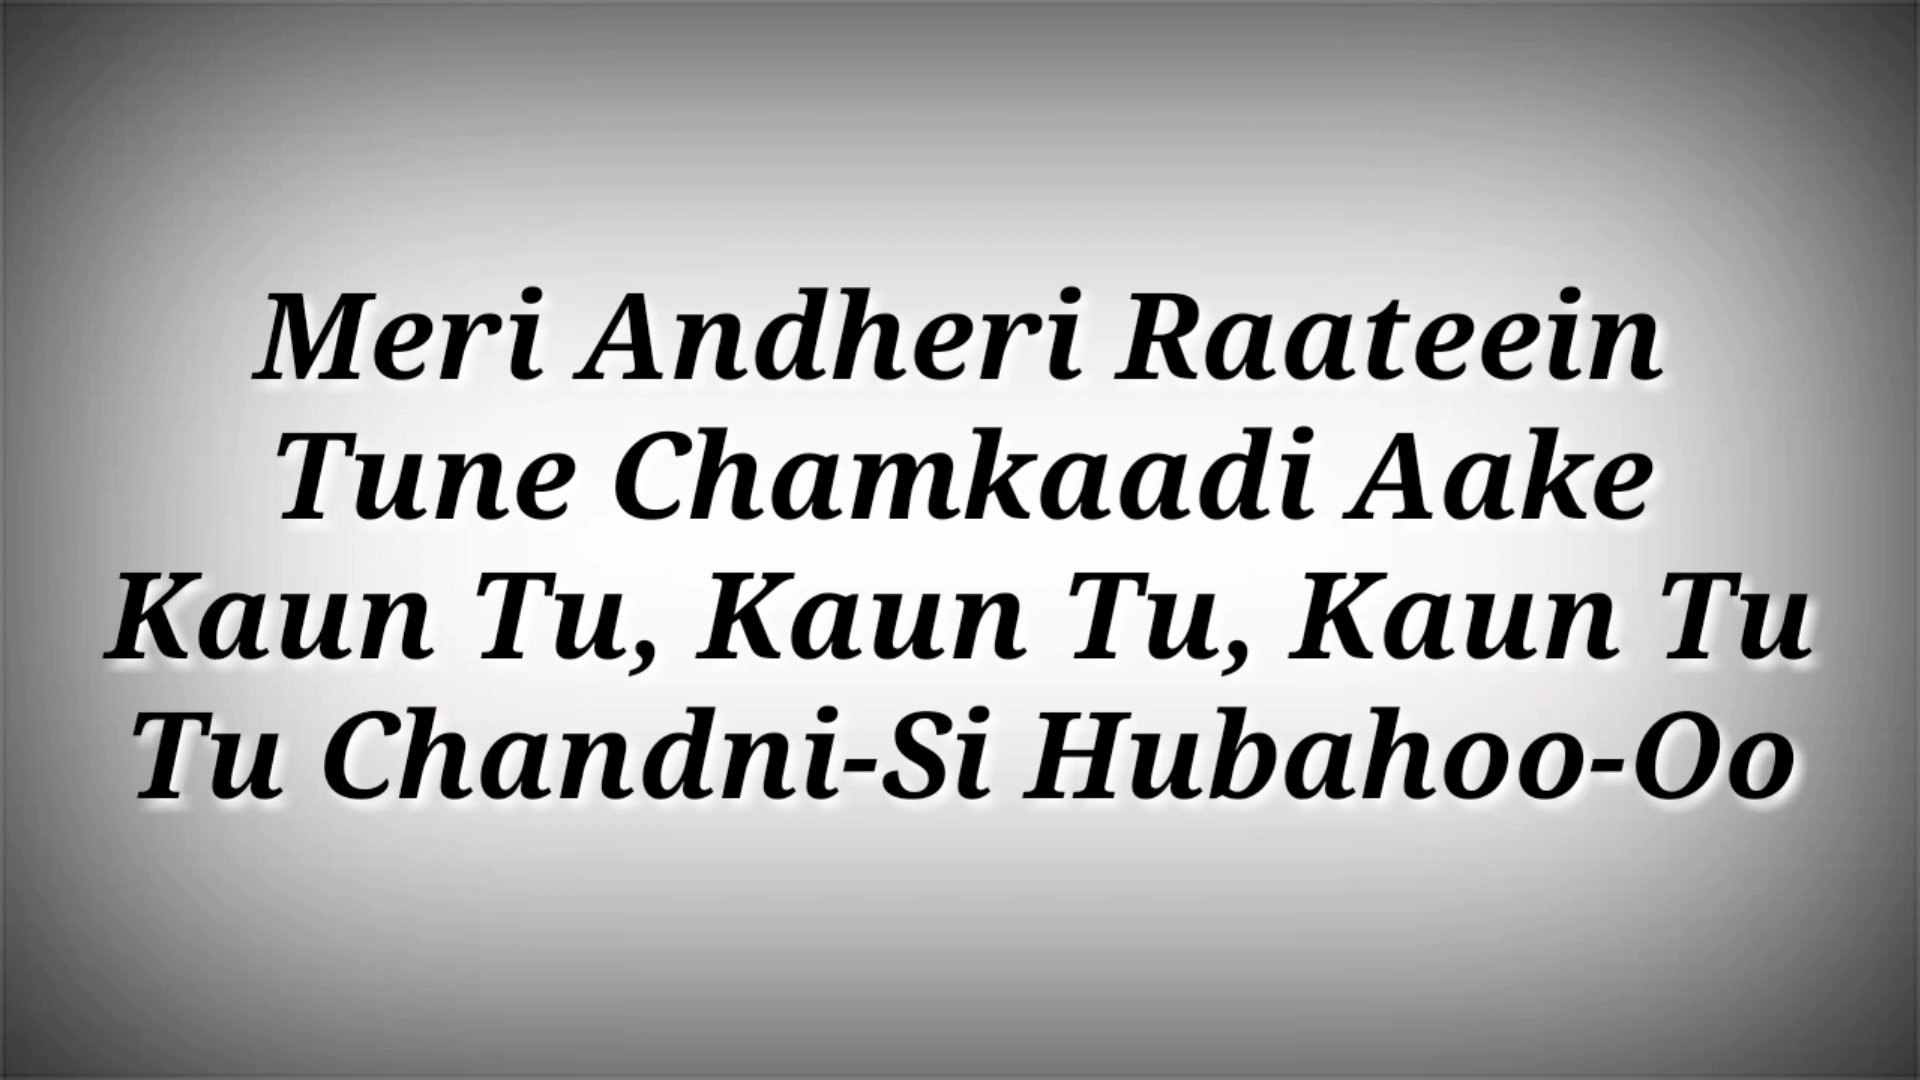 Meri Andheri Raateein
Tune Chamkaadi Aake
Kaun Tu, Kaun Tu, Kaun Tu
Tu Chandni-Si Hubahoo-Oo